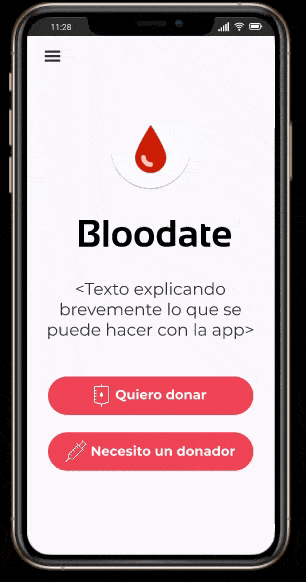 11:28
Bloodate
<Texto explicando
brevemente lo que se
puede hacer con la app>
Quiero donar
Necesito un donador